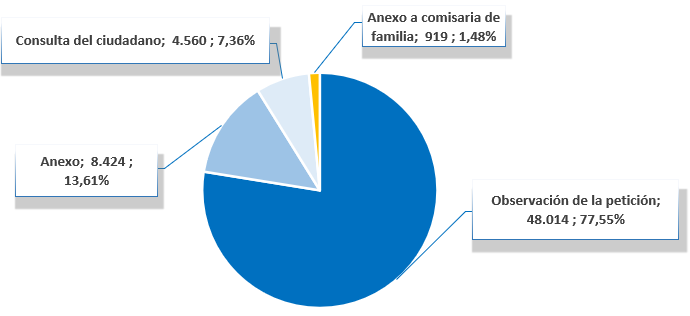 Anexo a comisaria de
familia;  919 ; 1,48%
Consulta del ciudadano;  4.560 ; 7,36%
Anexo;  8.424 ;
13,61%
Observación de la petición;
48.014 ; 77,55%